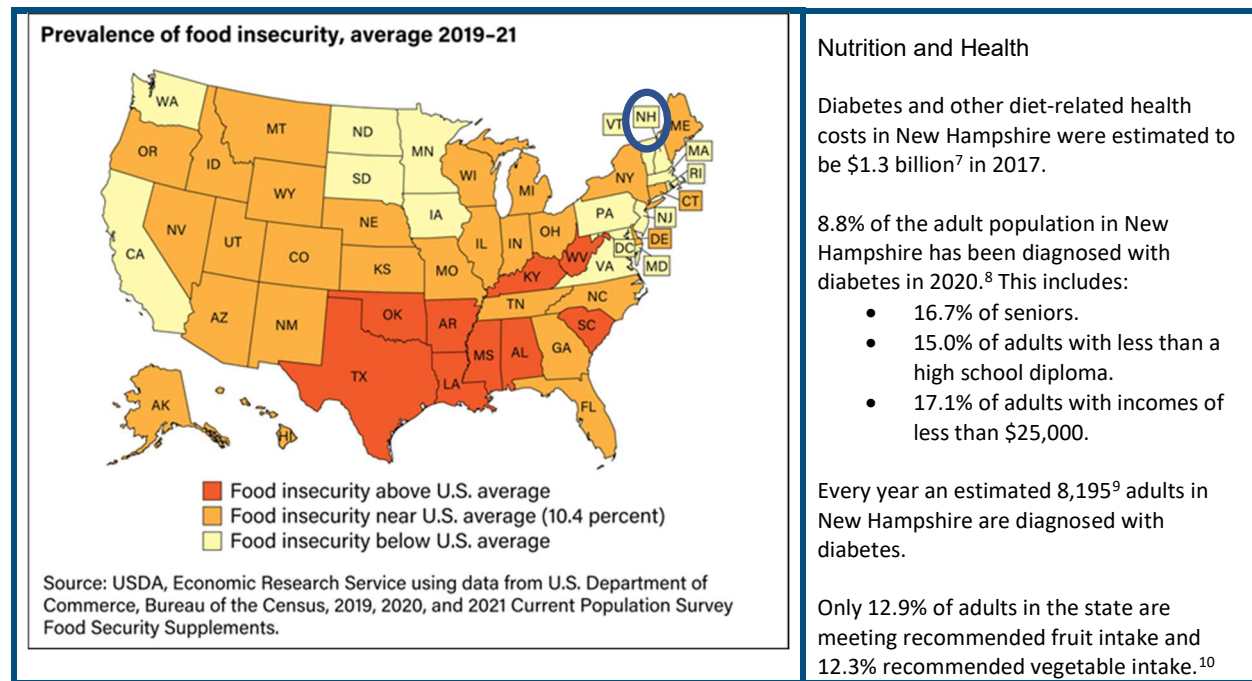 Prevalence of food insecurity, average 2019–21
WA
MT
ND
MN
VT
NH
ME
OR
ID
SD
WI
MI
NY
MA
RI
CT
WY
IA
PA
NJ
NE
NV
UT
CO
IL
IN
OH
DC
DE
MD
CA
KS
MO
WV
VA
KY
AZ
NM
OK
AR
TN
NC
SC
TX
LA
MS
AL
GA
FL
AK
HI
Food insecurity above U.S. average
Food insecurity near U.S. average (10.4 percent)
Food insecurity below U.S. average
Source: USDA, Economic Research Service using data from U.S. Department of
Commerce, Bureau of the Census, 2019, 2020, and 2021 Current Population Survey
Food Security Supplements.
Nutrition and Health
Diabetes and other diet-related health
costs in New Hampshire were estimated to
be $1.3 billion⁷ in 2017.
8.8% of the adult population in New
Hampshire has been diagnosed with
diabetes in 2020.⁸ This includes:
• 16.7% of seniors.
• 15.0% of adults with less than a
high school diploma.
• 17.1% of adults with incomes of
less than $25,000.
Every year an estimated 8,195⁹ adults in
New Hampshire are diagnosed with
diabetes.
Only 12.9% of adults in the state are
meeting recommended fruit intake and
12.3% recommended vegetable intake.¹⁰